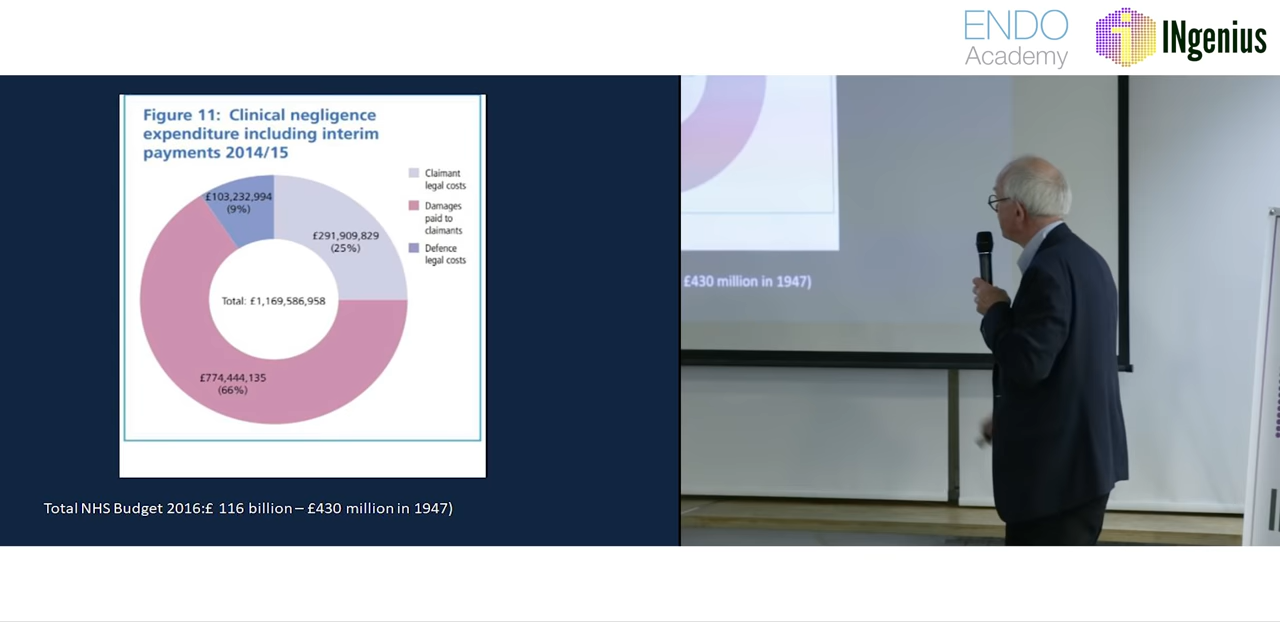 ENDO
Academy
INgenius
Figure 11: Clinical negligence
expenditure including interim
payments 2014/15
Claimant
legal costs
Damages
paid to
claimants
Defence
legal costs
£103,232,994
(9%)
£291,909,829
(25%)
Total: £1,169,586,958
£774,444,135
(66%)
Total NHS Budget 2016:£ 116 billion – £430 million in 1947)
£430 million in 1947)